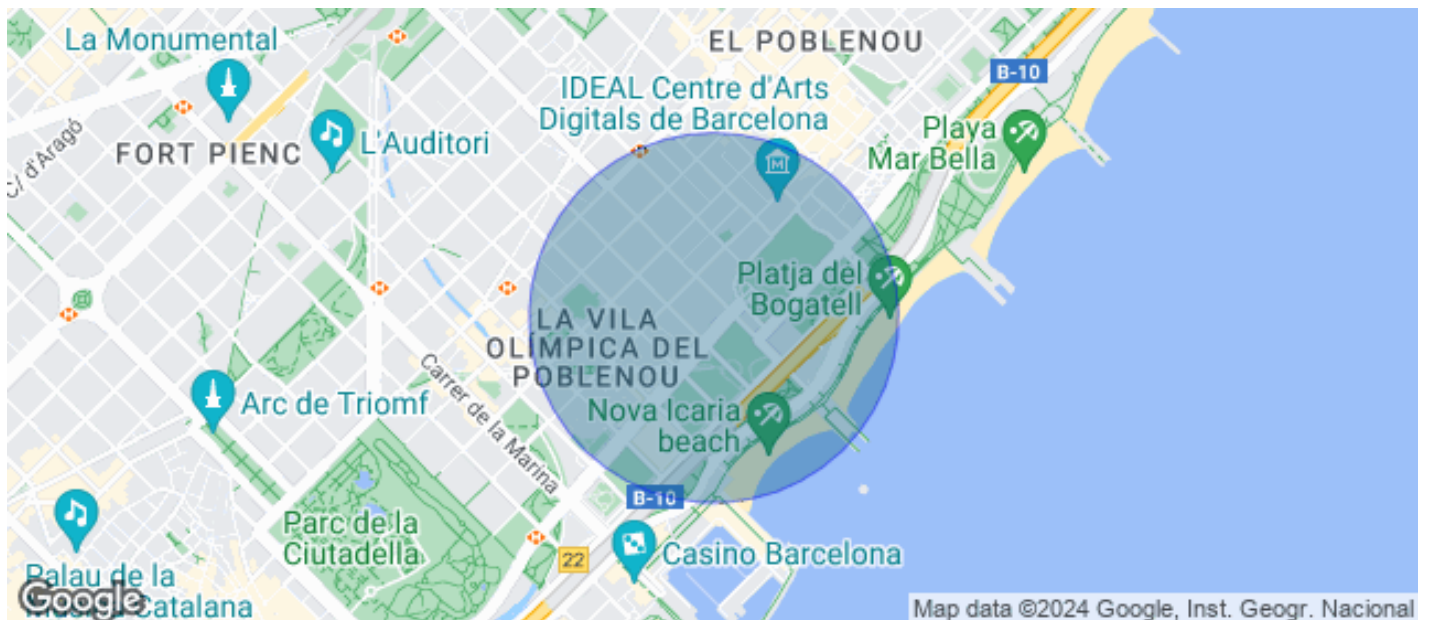 La Monumental
EL POBLENOU
B-10
IDEAL Centre d'Arts
Digitals de Barcelona
Playa
Mar Bella
C/ d'Aragó
FORT PIENC
L'Auditori
M
Platja del
Bogatell
LA VILA
OLÍMPICA DEL
POBLENOU
Carrer de la Marina
Arc de Triomf
Nova Icaria
beach
B-10
Parc de la
Ciutadella
22
Casino Barcelona
Palau de la
Música Catalana
Google
Map data ©2024 Google, Inst. Geogr. Nacional